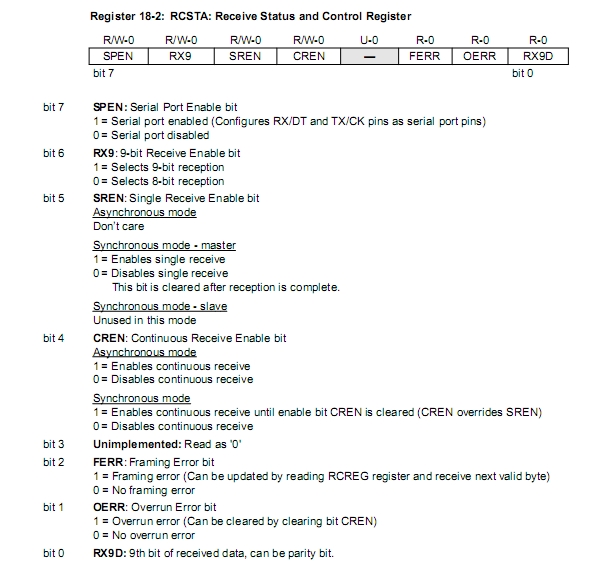 Register 18-2: RCSTA: Receive Status and Control Register
R/W-0 R/W-0 R/W-0 R/W-0 U-0 R-0 R-0 R-0
SPEN RX9 SREN CREN — FERR OERR RX9D
bit 7 bit 0
bit 7 SPEN: Serial Port Enable bit
1 = Serial port enabled (Configures RX/DT and TX/CK pins as serial port pins)
0 = Serial port disabled
bit 6 RX9: 9-bit Receive Enable bit
1 = Selects 9-bit reception
0 = Selects 8-bit reception
bit 5 SREN: Single Receive Enable bit
Asynchronous mode
Don't care
Synchronous mode - master
1 = Enables single receive
0 = Disables single receive
This bit is cleared after reception is complete.
Synchronous mode - slave
Unused in this mode
bit 4 CREN: Continuous Receive Enable bit
Asynchronous mode
1 = Enables continuous receive
0 = Disables continuous receive
Synchronous mode
1 = Enables continuous receive until enable bit CREN is cleared (CREN overrides SREN)
0 = Disables continuous receive
bit 3 Unimplemented: Read as '0'
bit 2 FERR: Framing Error bit
1 = Framing error (Can be updated by reading RCREG register and receive next valid byte)
0 = No framing error
bit 1 OERR: Overrun Error bit
1 = Overrun error (Can be cleared by clearing bit CREN)
0 = No overrun error
bit 0 RX9D: 9th bit of received data, can be parity bit.